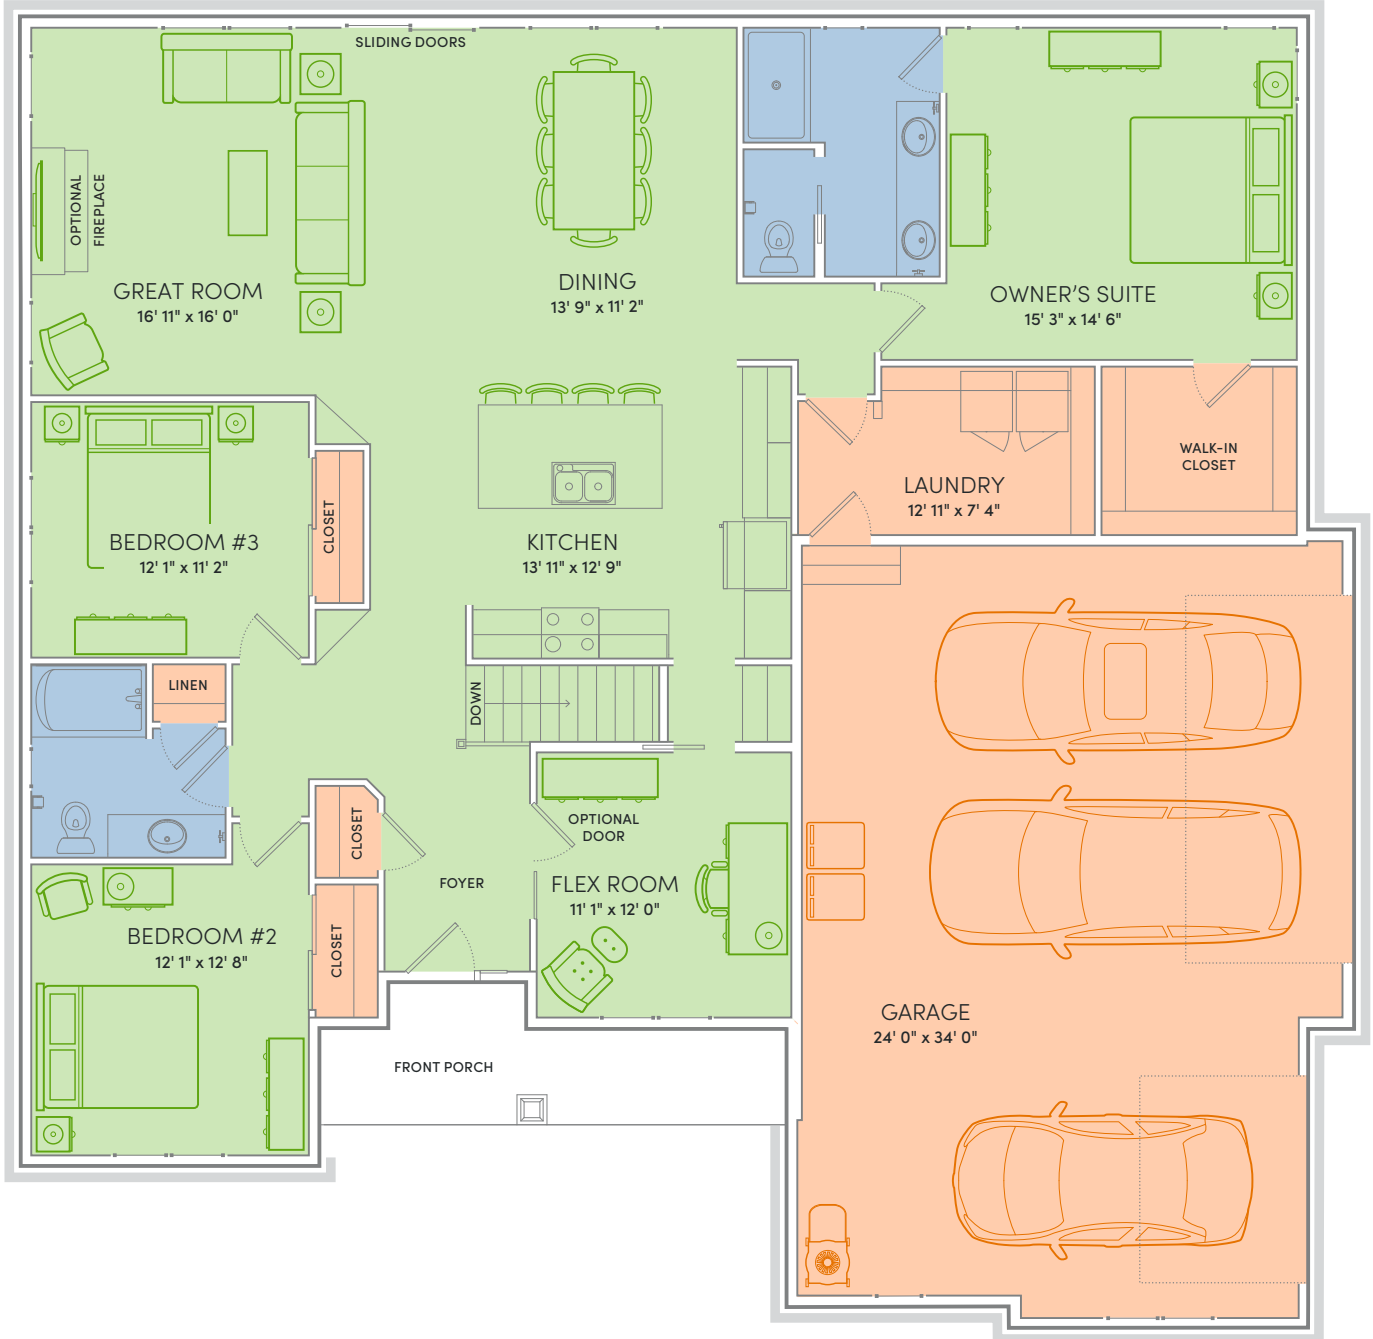 SLIDING DOORS
OPTIONAL
FIREPLACE
GREAT ROOM
16' 11" x 16' 0"
DINING
13' 9" x 11' 2"
OWNER'S SUITE
15' 3" x 14' 6"
WALK-IN
CLOSET
LAUNDRY
12' 11" x 7' 4"
BEDROOM #3
12' 1" x 11' 2"
CLOSET
KITCHEN
13' 11" x 12' 9"
LINEN
DOWN
OPTIONAL
DOOR
CLOSET
FOYER
FLEX ROOM
11' 1" x 12' 0"
BEDROOM #2
12' 1" x 12' 8"
CLOSET
GARAGE
24' 0" x 34' 0"
FRONT PORCH